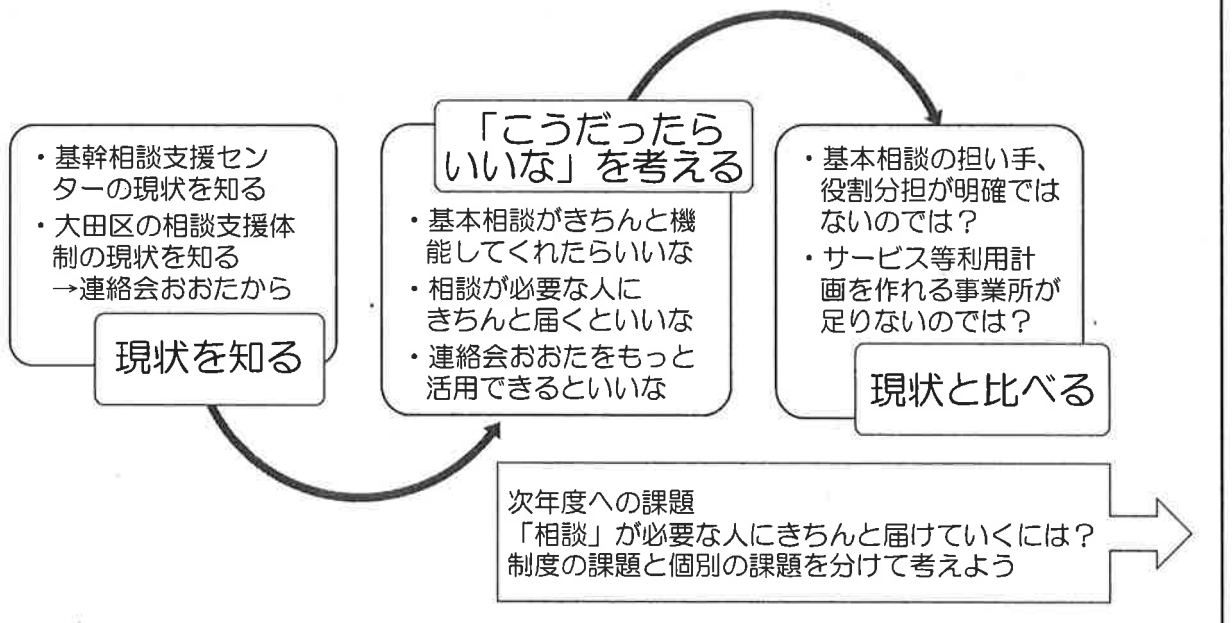 ・基幹相談支援セン
ターの現状を知る
・大田区の相談支援体
制の現状を知る
→連絡会おおたから
現状を知る
「こうだったら
いいな」を考える
・基本相談がきちんと機
能してくれたらいいな
・相談が必要な人に
きちんと届くといいな
・連絡会おおたをもっと
活用できるといいな
・基本相談の担い手、
役割分担が明確では
ないのでは？
・サービス等利用計
画を作れる事業所が
足りないのでは？
現状と比べる
次年度への課題
「相談」が必要な人にきちんと届けていくには？
制度の課題と個別の課題を分けて考えよう